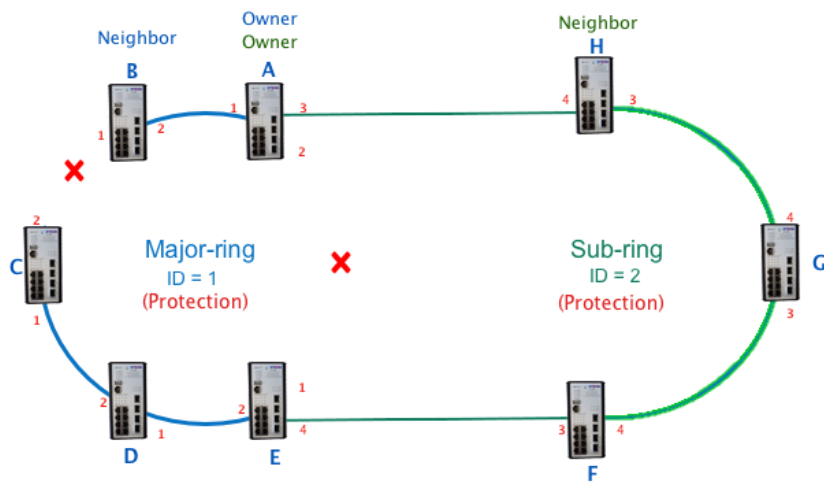 Owner
Neighbor
Owner
Neighbor
B
A
H
1
2
1
3
2
4
3
2
C
1
Major-ring
ID = 1
(Protection)
Sub-ring
ID = 2
(Protection)
4
G
3
2
1
D
2
1
4
E
3
4
F